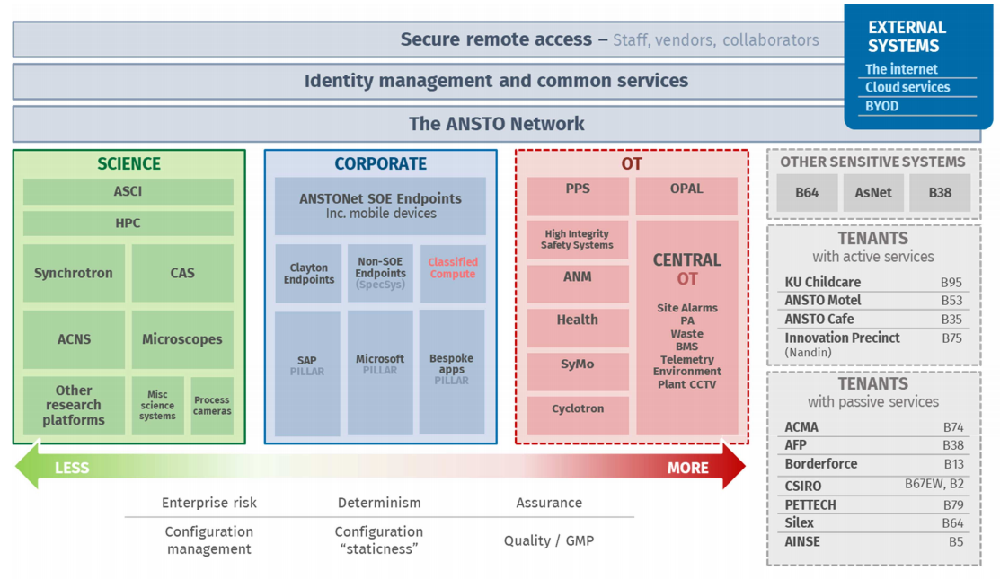 Secure remote access – Staff, vendors, collaborators
Identity management and common services
The ANSTO Network
EXTERNAL
SYSTEMS
The internet
Cloud services
BYOD
SCIENCE
ASCI
HPC
Synchrotron
CAS
ACNS
Microscopes
Other
research
platforms
Misc
science
systems
Process
cameras
CORPORATE
ANSTONet SOE Endpoints
Inc. mobile devices
Clayton
Endpoints
Non-SOE
Endpoints
(SpecSys)
Classified
Compute
SAP
PILLAR
Microsoft
PILLAR
Bespoke
apps
PILLAR
OT
PPS
OPAL
High Integrity
Safety Systems
ANM
Health
SyMo
Cyclotron
CENTRAL
OT
Site Alarms
PA
Waste
BMS
Telemetry
Environment
Plant CCTV
OTHER SENSITIVE SYSTEMS
B64
AsNet
B38
TENANTS
with active services
KU Childcare B95
ANSTO Motel B53
ANSTO Cafe B35
Innovation Precinct B75
(Nandin)
TENANTS
with passive services
ACMA B74
AFP B38
Borderforce B13
CSIRO B67EW, B2
PETTECH B79
Silex B64
AINSE B5
LESS
MORE
Enterprise risk
Determinism
Assurance
Configuration
management
Configuration
“staticness”
Quality / GMP